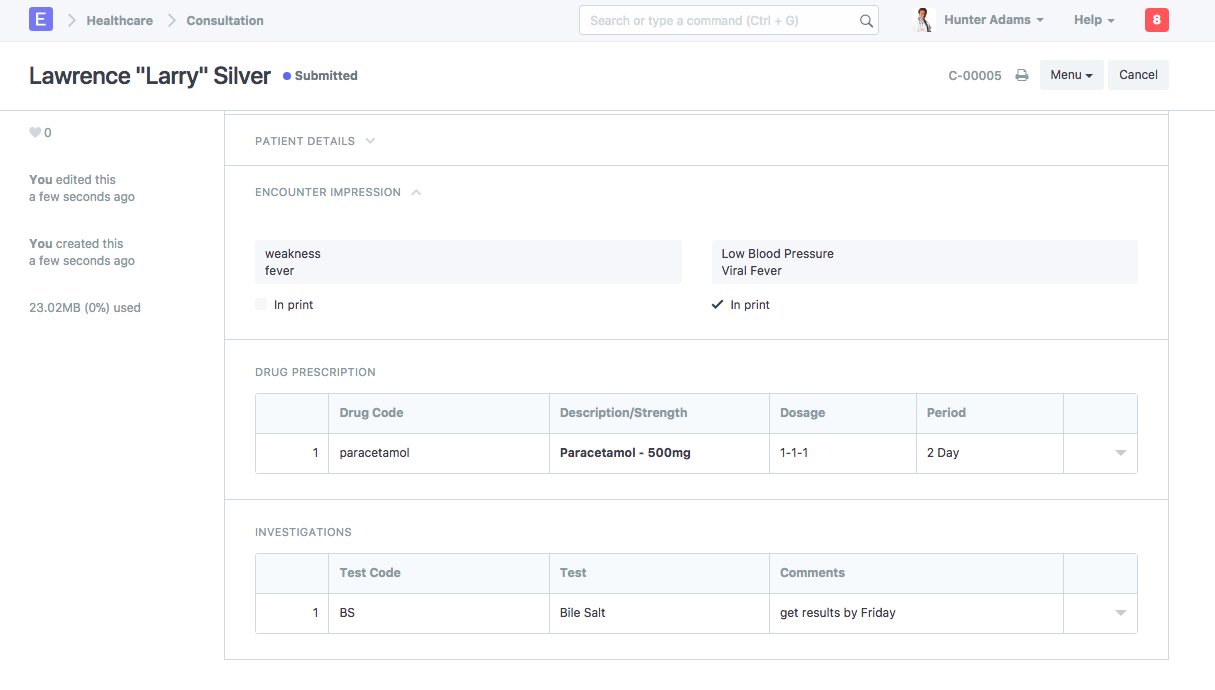 E Healthcare Consultation Search or type a command (Ctrl + G) Hunter Adams Help 8
Lawrence "Larry" Silver Submitted C-00005 Menu Cancel
0
You edited this
a few seconds ago
You created this
a few seconds ago
23.02MB (0%) used
PATIENT DETAILS
ENCOUNTER IMPRESSION
weakness
fever
In print
Low Blood Pressure
Viral Fever
In print
DRUG PRESCRIPTION
Drug Code Description/Strength Dosage Period
1 paracetamol Paracetamol - 500mg 1-1-1 2 Day
INVESTIGATIONS
Test Code Test Comments
1 BS Bile Salt get results by Friday